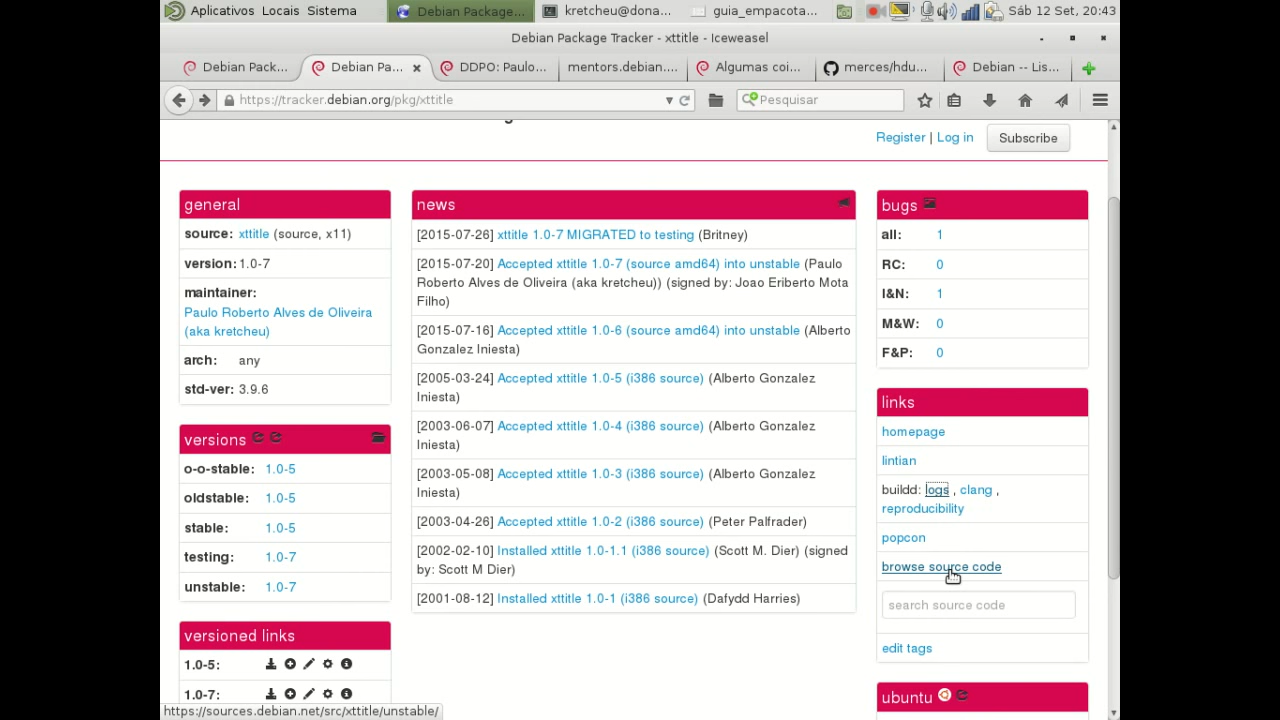 Aplicativos Locais Sistema
Debian Package...
kretcheu@dona...
guia_empacota...
Sáb 12 Set, 20:43
Debian Package Tracker - xttitle - Iceweasel
Debian Pack...
Debian Pa...
DDPO: Paulo...
mentors.debian....
Algumas coi...
merces/hdu...
Debian -- Lis...
https://tracker.debian.org/pkg/xttitle
Pesquisar
Register | Log in
Subscribe
general
source: xttitle (source, x11)
version: 1.0-7
maintainer:
Paulo Roberto Alves de Oliveira
(aka kretcheu)
arch: any
std-ver: 3.9.6
versions
o-o-stable: 1.0-5
oldstable: 1.0-5
stable: 1.0-5
testing: 1.0-7
unstable: 1.0-7
versioned links
1.0-5:
1.0-7:
news
[2015-07-26] xttitle 1.0-7 MIGRATED to testing (Britney)
[2015-07-20] Accepted xttitle 1.0-7 (source amd64) into unstable (Paulo
Roberto Alves de Oliveira (aka kretcheu)) (signed by: Joao Eriberto Mota
Filho)
[2015-07-16] Accepted xttitle 1.0-6 (source amd64) into unstable (Alberto
Gonzalez Iniesta)
[2005-03-24] Accepted xttitle 1.0-5 (i386 source) (Alberto Gonzalez
Iniesta)
[2003-06-07] Accepted xttitle 1.0-4 (i386 source) (Alberto Gonzalez
Iniesta)
[2003-05-08] Accepted xttitle 1.0-3 (i386 source) (Alberto Gonzalez
Iniesta)
[2003-04-26] Accepted xttitle 1.0-2 (i386 source) (Peter Palfrader)
[2002-02-10] Installed xttitle 1.0-1.1 (i386 source) (Scott M. Dier) (signed
by: Scott M Dier)
[2001-08-12] Installed xttitle 1.0-1 (i386 source) (Dafydd Harries)
bugs
all: 1
RC: 0
I&N: 1
M&W: 0
F&P: 0
links
homepage
lintian
buildd: logs , clang ,
reproducibility
popcon
browse source code
search source code
edit tags
ubuntu
https://sources.debian.net/src/xttitle/unstable/